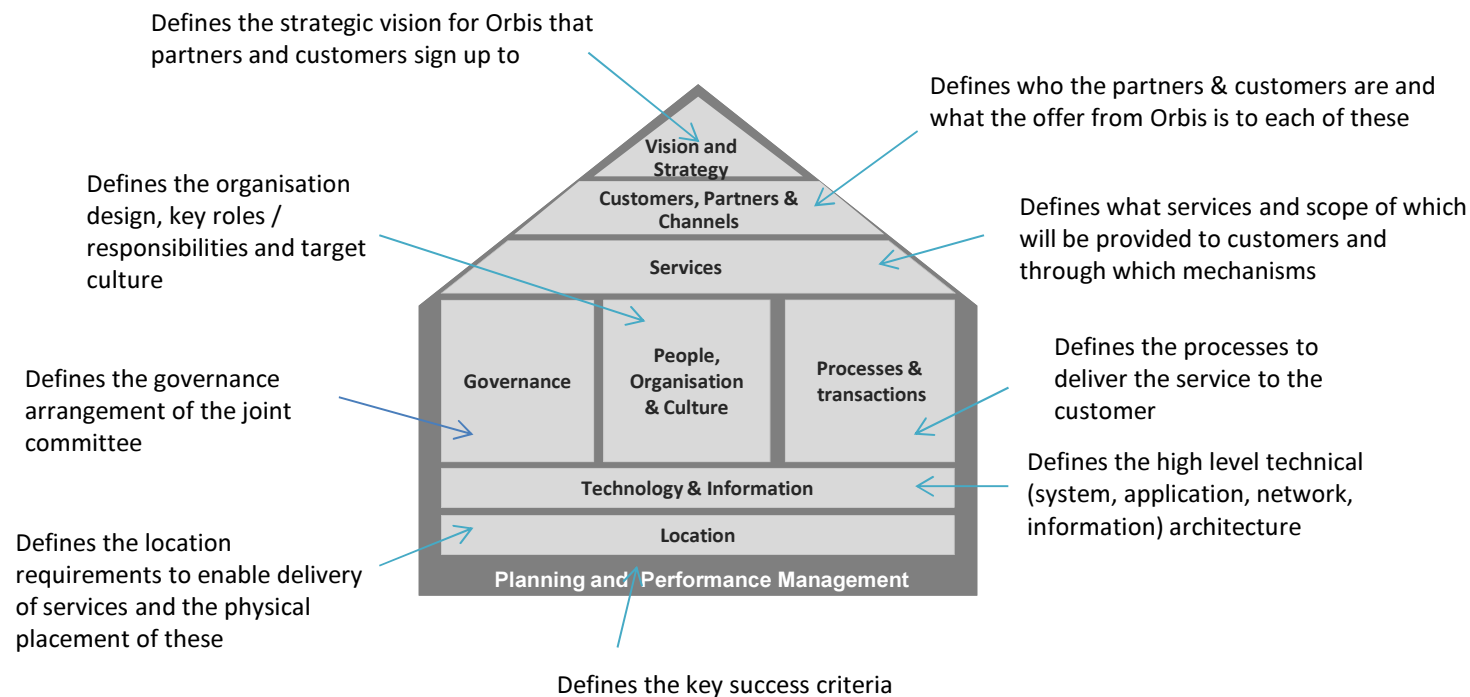 Defines the strategic vision for Orbis that
partners and customers sign up to
Defines who the partners & customers are and
what the offer from Orbis is to each of these
Vision and
Strategy
Defines the organisation
design, key roles /
responsibilities and target
culture
Customers, Partners &
Channels
Defines what services and scope of which
will be provided to customers and
through which mechanisms
Services
Governance
People,
Organisation
& Culture
Processes &
transactions
Defines the processes to
deliver the service to the
customer
Defines the governance
arrangement of the joint
committee
Technology & Information
Defines the high level technical
(system, application, network,
information) architecture
Location
Defines the location
requirements to enable delivery
of services and the physical
placement of these
Planning and Performance Management
Defines the key success criteria